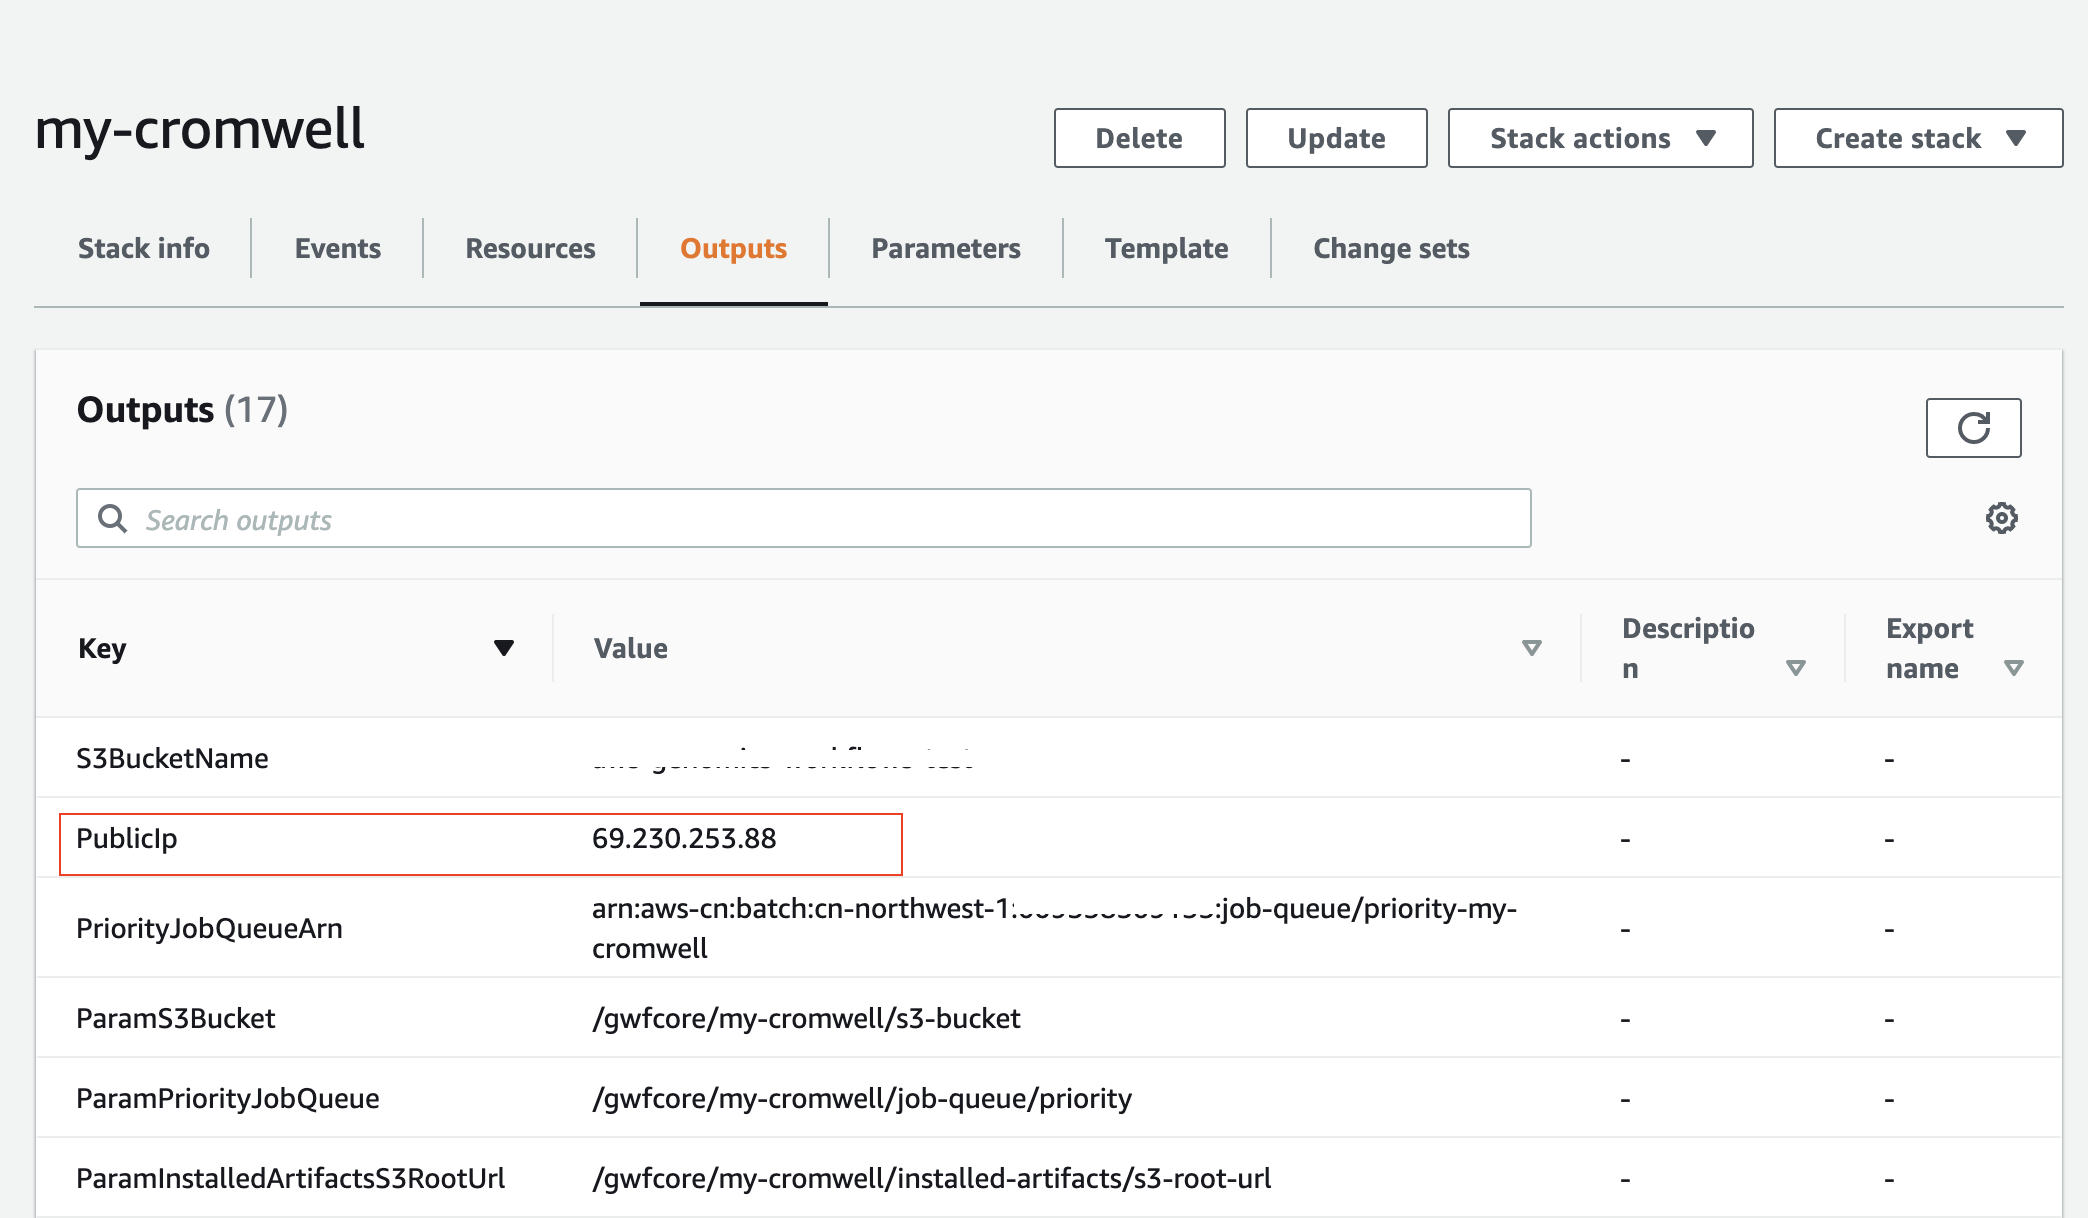 my-cromwell
Delete
Update
Stack actions
Create stack
Stack info
Events
Resources
Outputs
Parameters
Template
Change sets
Outputs (17)
Search outputs
Key
Value
Descriptio
n
Export
name
S3BucketName
-
-
PublicIp
69.230.253.88
-
-
PriorityJobQueueArn
arn:aws-cn:batch:cn-northwest-1: :job-queue/priority-my-
cromwell
-
-
ParamS3Bucket
/gwfcore/my-cromwell/s3-bucket
-
-
ParamPriorityJobQueue
/gwfcore/my-cromwell/job-queue/priority
-
-
ParamInstalledArtifactsS3RootUrl
/gwfcore/my-cromwell/installed-artifacts/s3-root-url
-
-